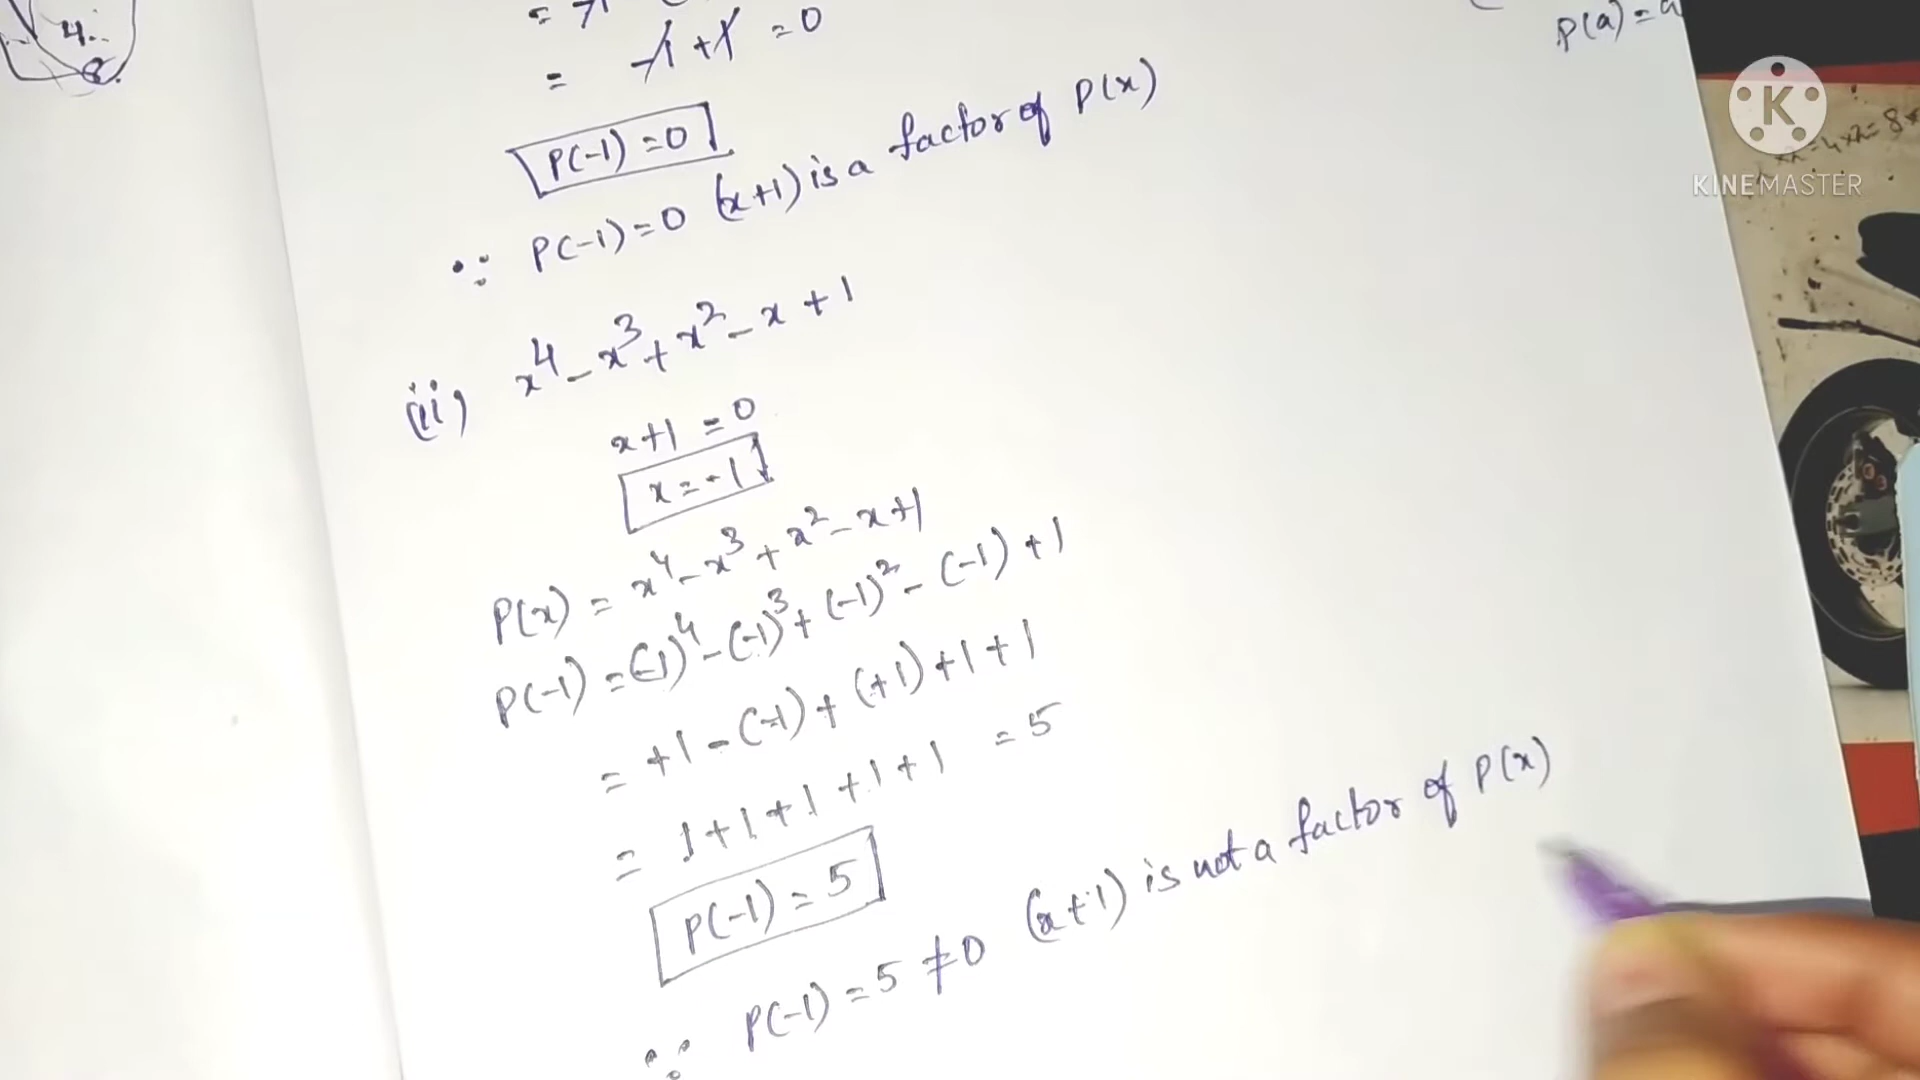 4.
8.
= -1 + 1 = 0
P(-1) = 0
∵ P(-1) = 0 (x+1) is a factor of P(x)
(ii) x⁴ - x³ + x² - x + 1
x+1 = 0
x = -1
P(x) = x⁴ - x³ + x² - x + 1
P(-1) = (-1)⁴ - (-1)³ + (-1)² - (-1) + 1
= +1 - (-1) + (+1) + 1 + 1
= 1 + 1 + 1 + 1 + 1 = 5
P(-1) = 5
∵ P(-1) = 5 ≠ 0 (x+1) is not a factor of P(x)
P(a) =
KINEMASTER